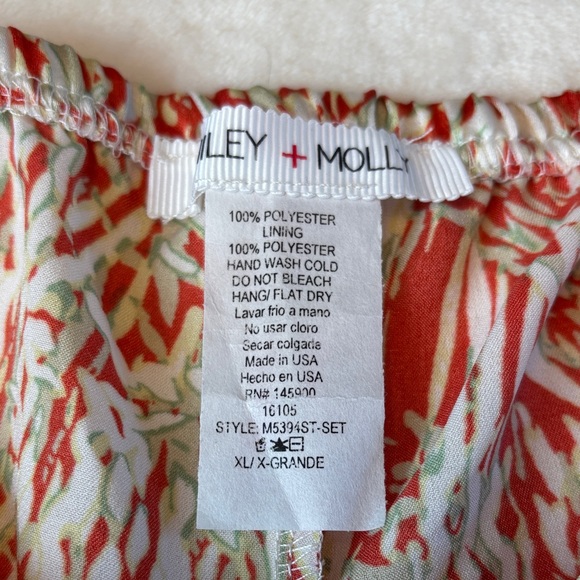 ILEY + MOLLY
100% POLYESTER
LINING
100% POLYESTER
HAND WASH COLD
DO NOT BLEACH
HANG/ FLAT DRY
Lavar frio a mano
No usar cloro
Secar colgada
Made in USA
Hecho en USA
RN# 145900
16105
STYLE: M5394ST-SET
XL/ X-GRANDE